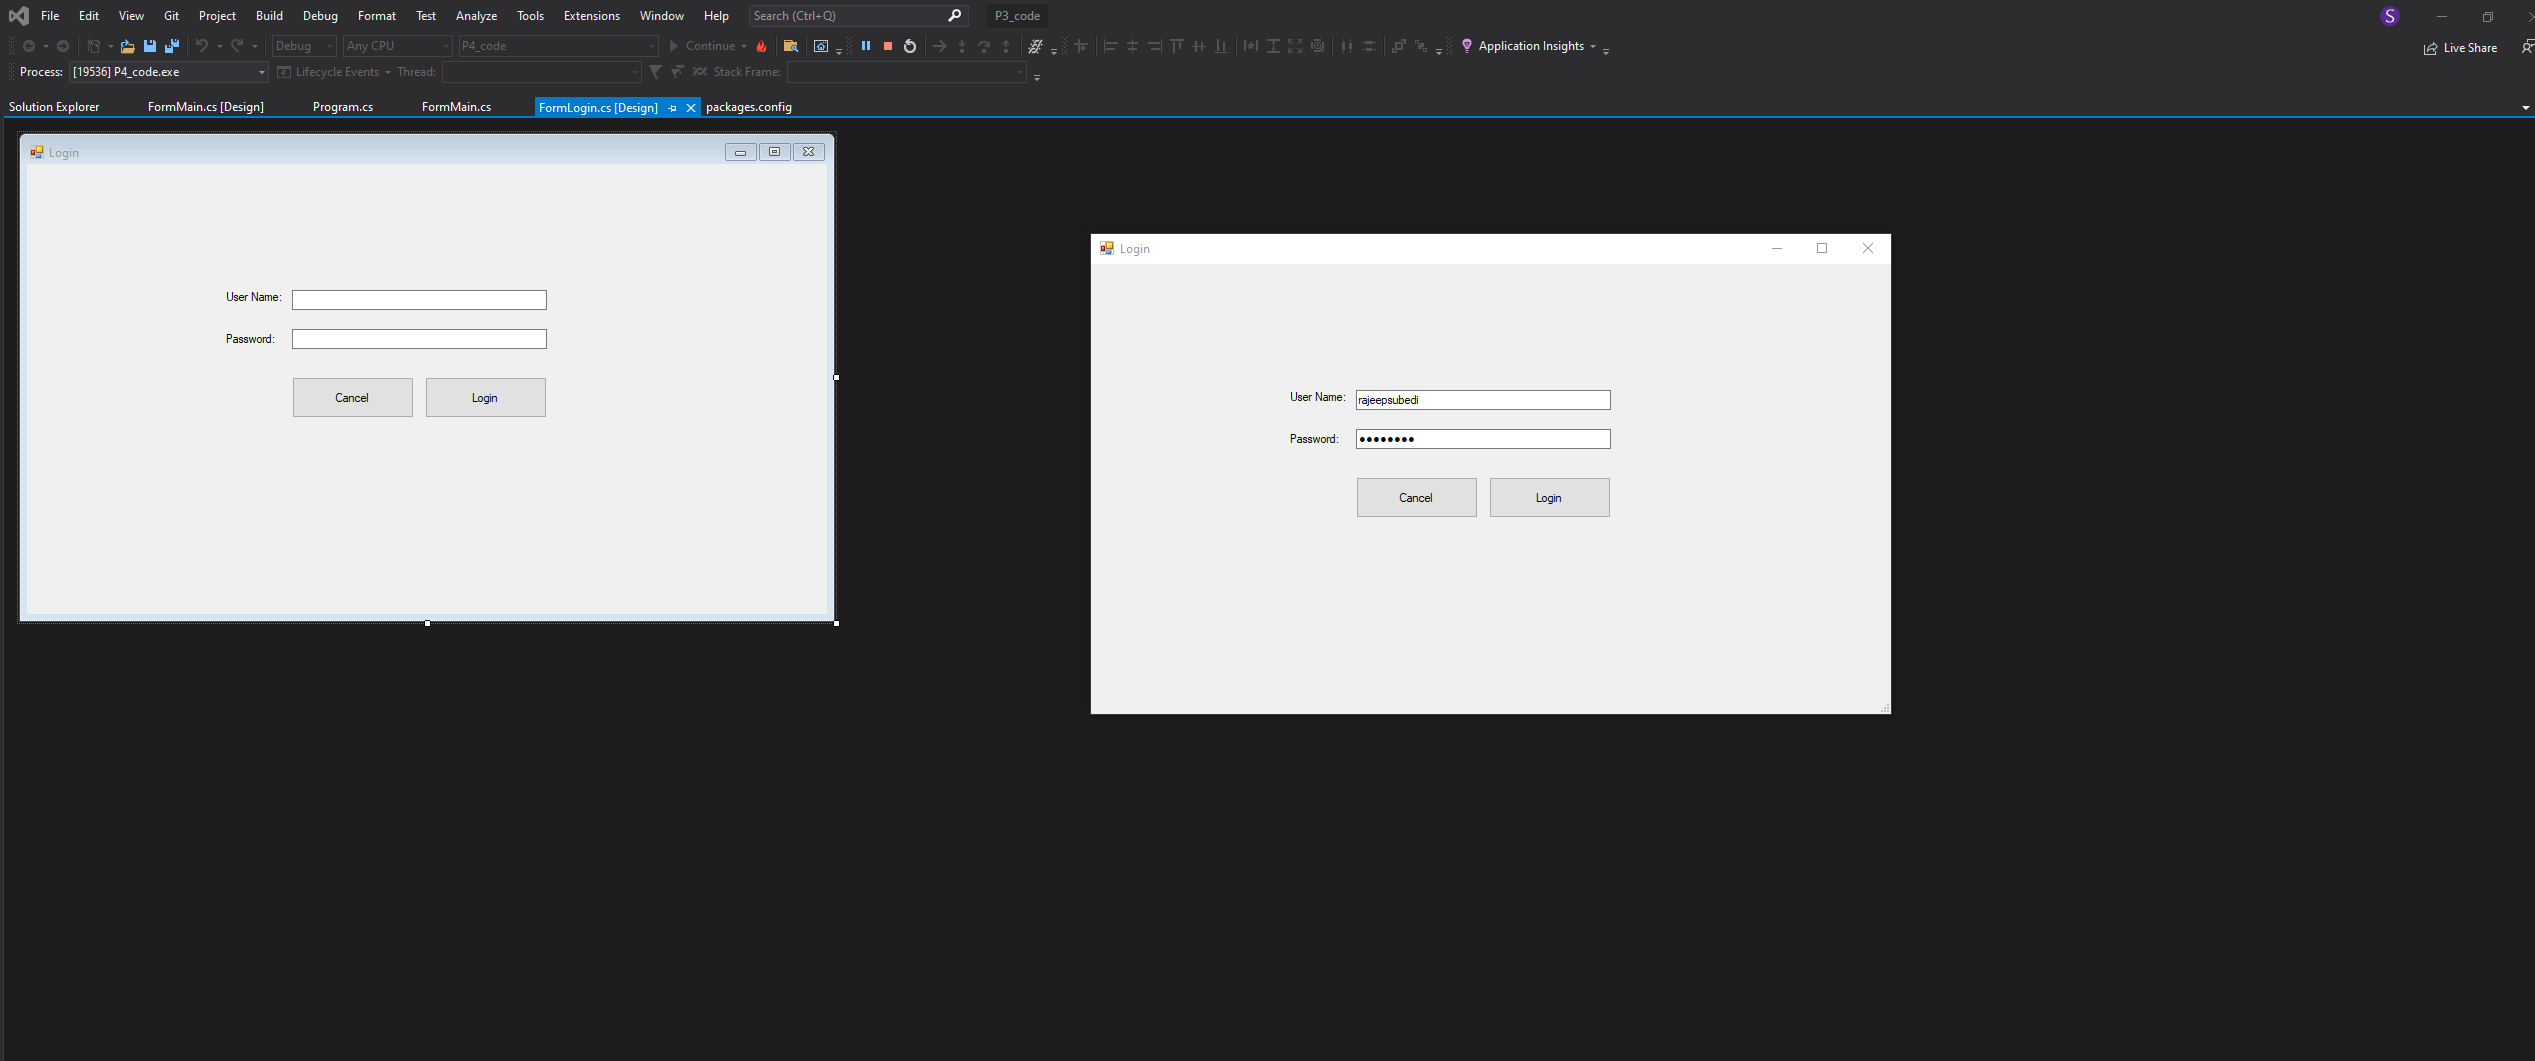 File Edit View Git Project Build Debug Format Test Analyze Tools Extensions Window Help Search (Ctrl+Q) P3_code S
Debug Any CPU P4_code Continue Application Insights Live Share
Process: [19536] P4_code.exe Lifecycle Events Thread: Stack Frame:
Solution Explorer FormMain.cs [Design] Program.cs FormMain.cs FormLogin.cs [Design] packages.config
Login
User Name:
Password:
Cancel Login
Login
User Name: rajeepsubedi
Password: ••••••••
Cancel Login